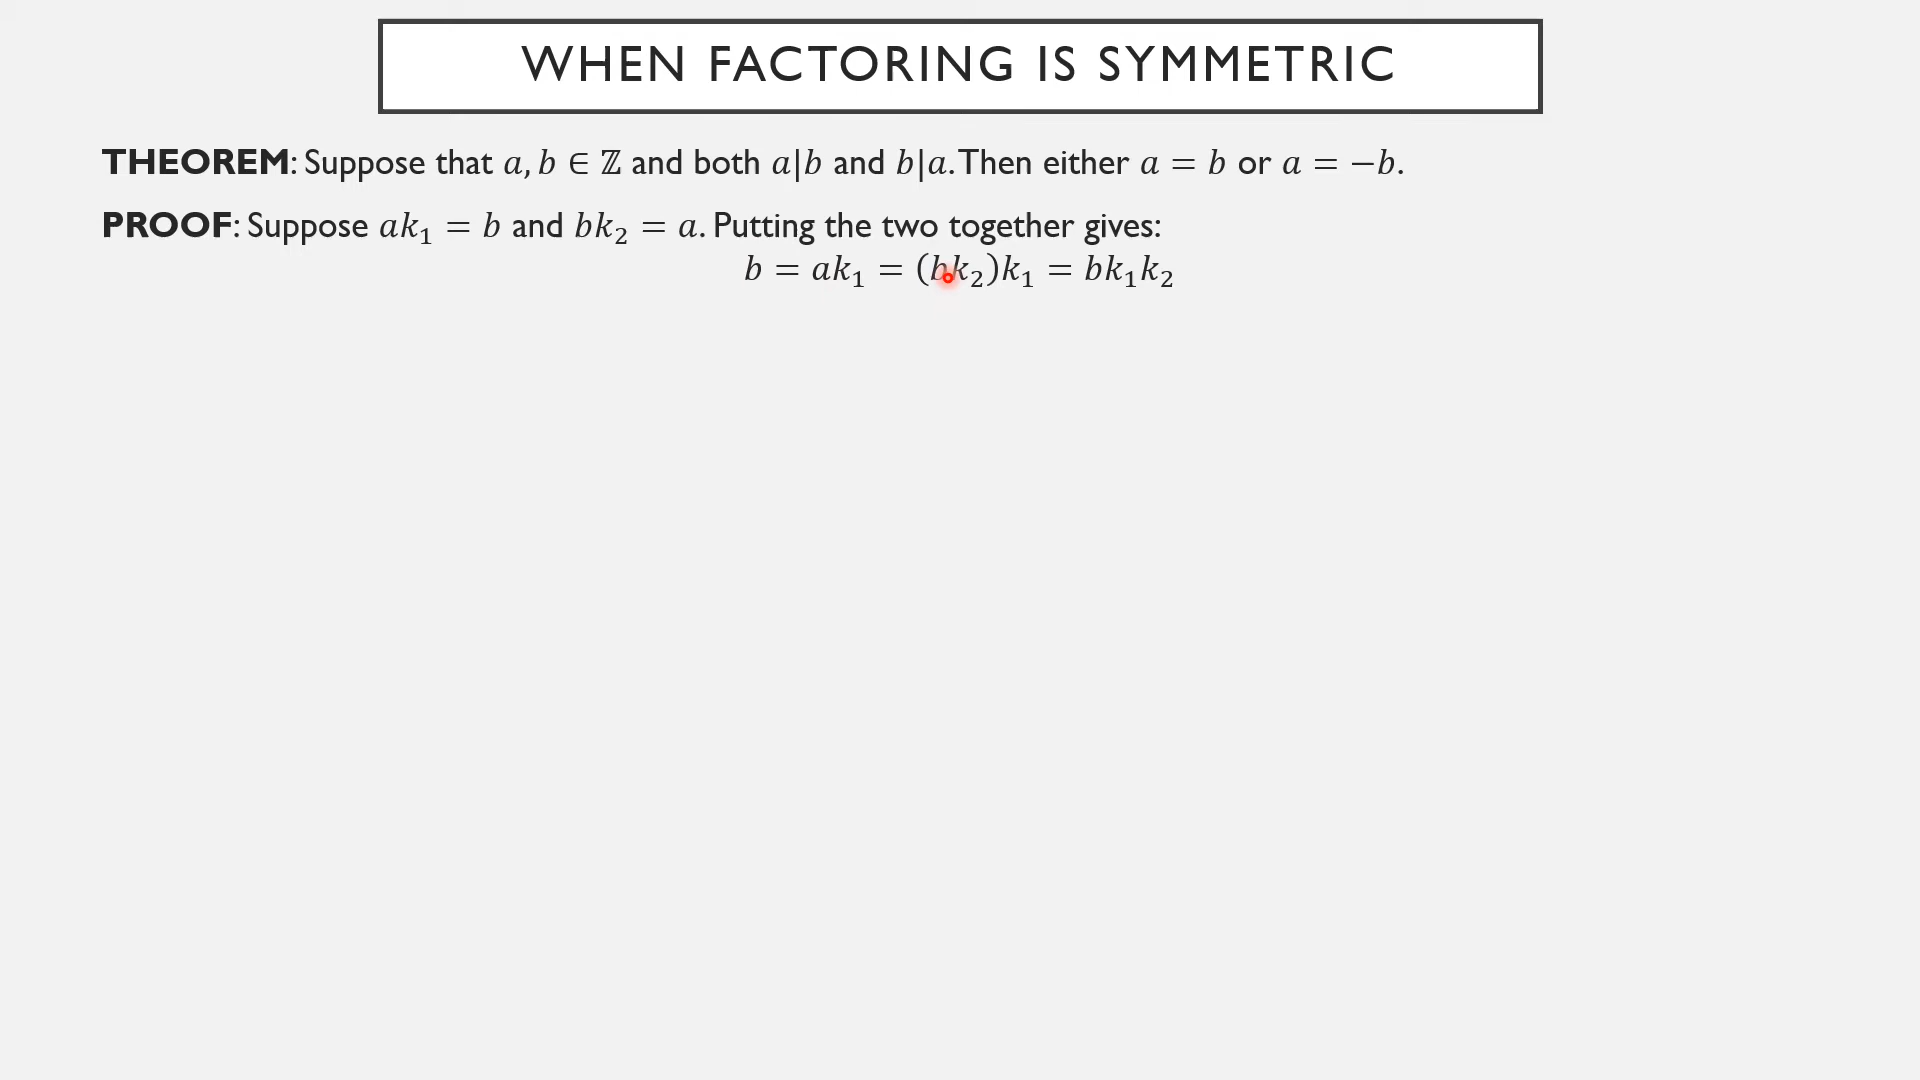 WHEN FACTORING IS SYMMETRIC
THEOREM: Suppose that 𝑎, 𝑏 ∈ ℤ and both 𝑎|𝑏 and 𝑏|𝑎. Then either 𝑎 = 𝑏 or 𝑎 = −𝑏.
PROOF: Suppose 𝑎𝑘₁ = 𝑏 and 𝑏𝑘₂ = 𝑎. Putting the two together gives:
𝑏 = 𝑎𝑘₁ = (𝑏𝑘₂)𝑘₁ = 𝑏𝑘₁𝑘₂